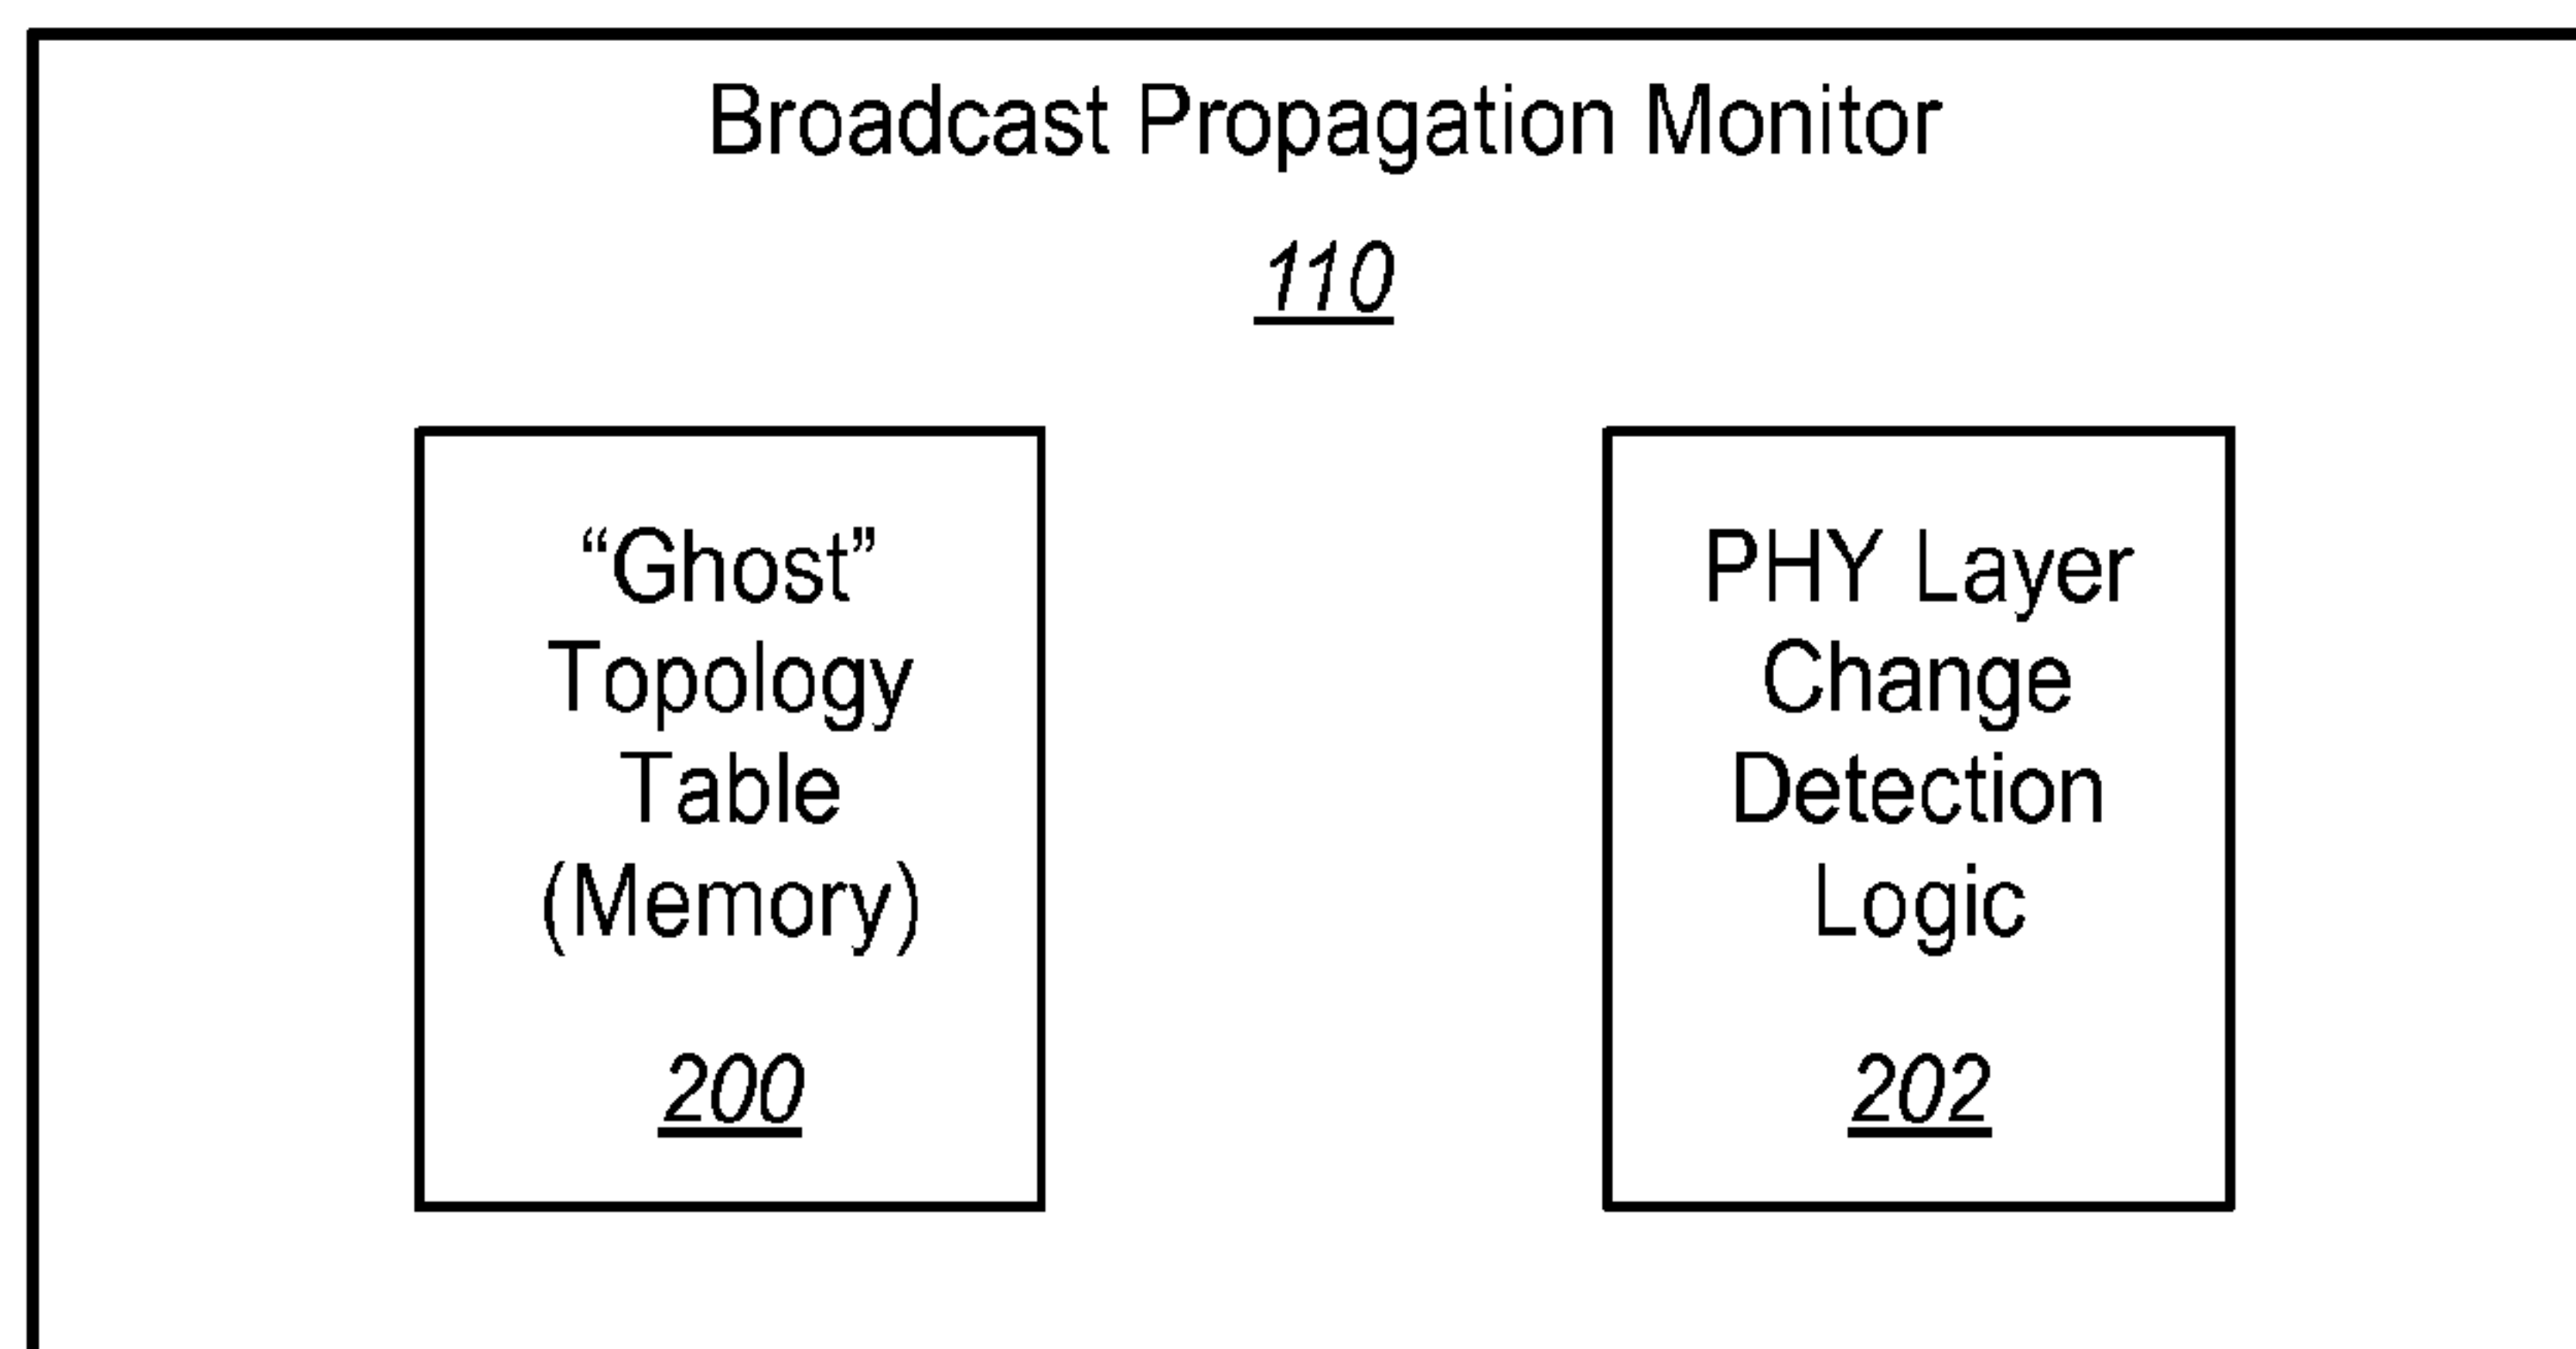 Broadcast Propagation Monitor
110
“Ghost”
Topology
Table
(Memory)
200
PHY Layer
Change
Detection
Logic
202